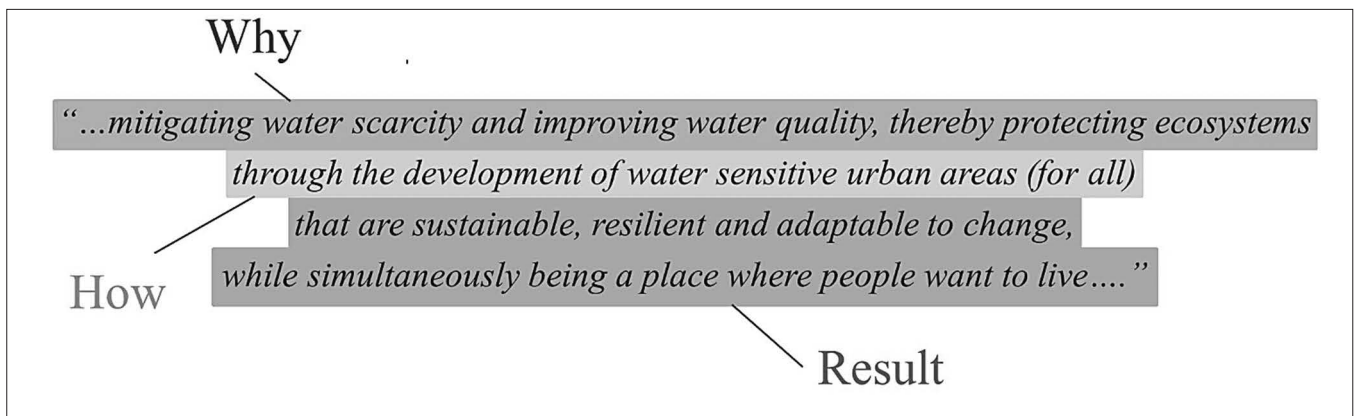 Why
“...mitigating water scarcity and improving water quality, thereby protecting ecosystems
through the development of water sensitive urban areas (for all)
that are sustainable, resilient and adaptable to change,
while simultaneously being a place where people want to live....”
How
Result